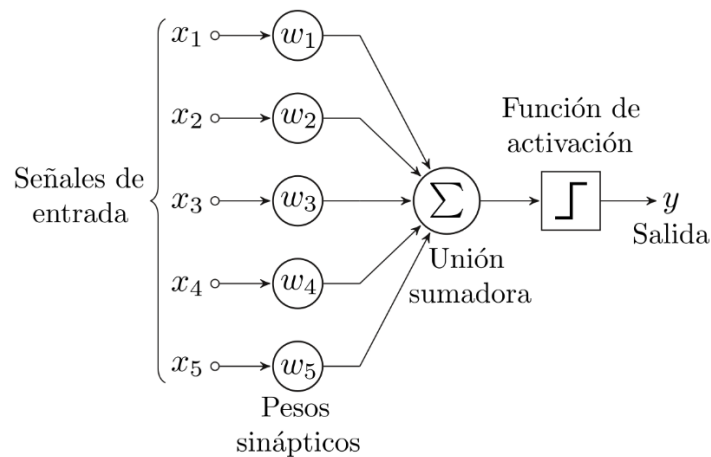 x₁
w₁
x₂
w₂
Función de
activación
Señales de
entrada
x₃
w₃
Σ
y
Salida
Unión
sumadora
x₄
w₄
x₅
w₅
Pesos
sinápticos